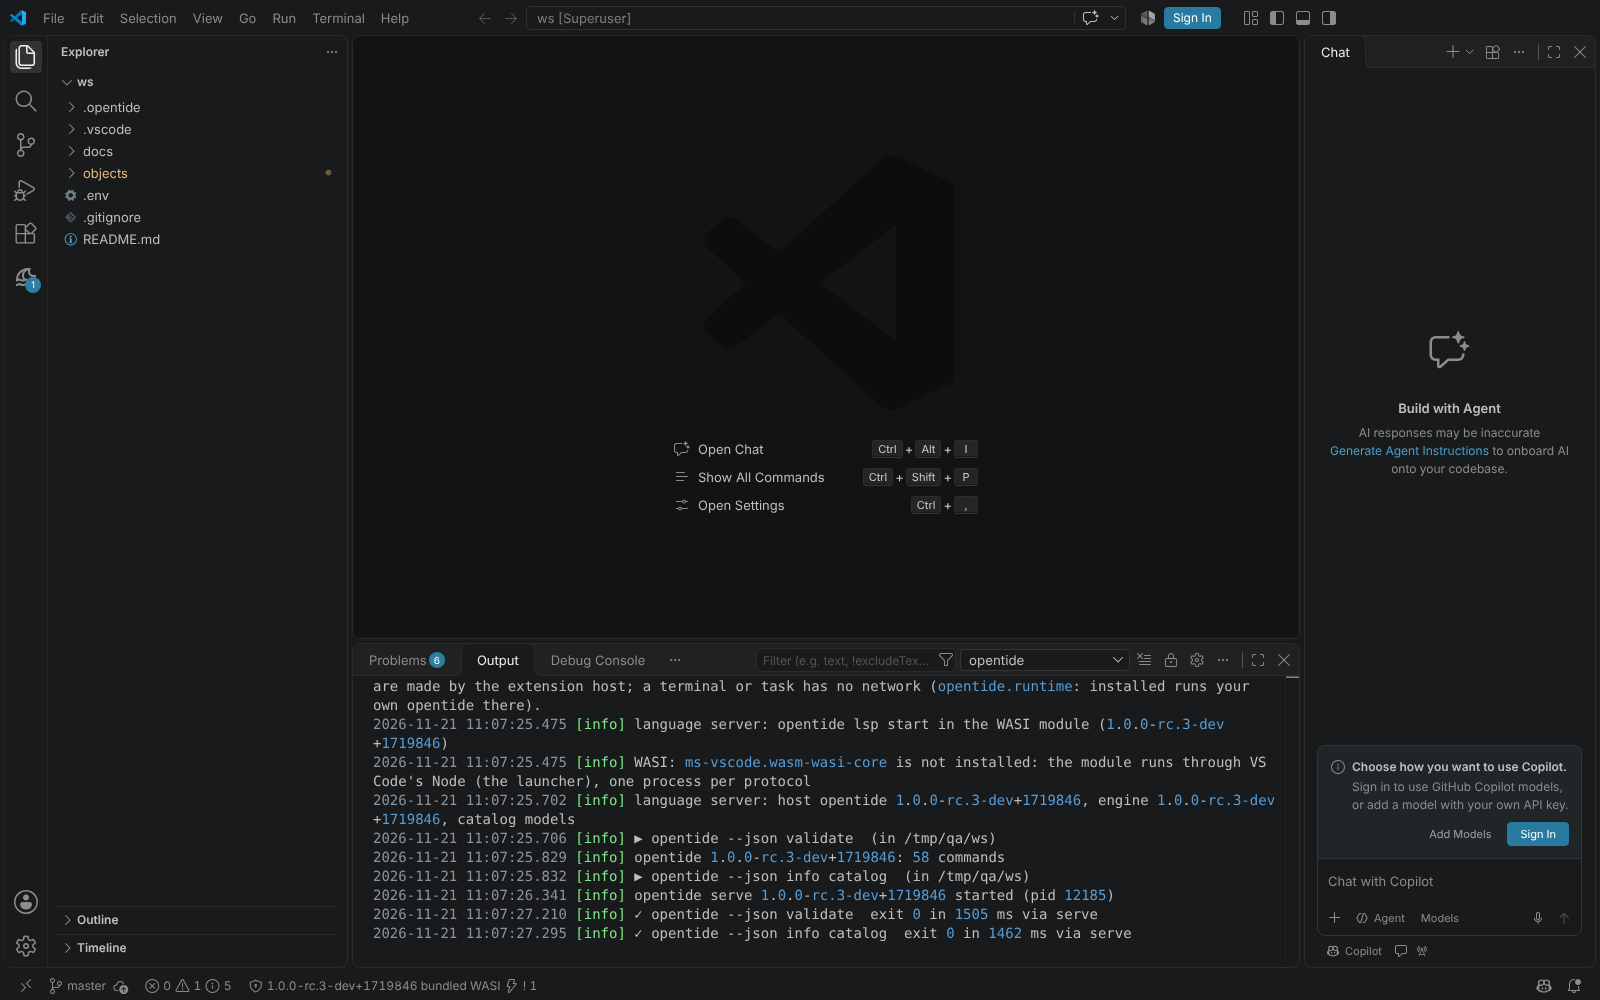 File Edit Selection View Go Run Terminal Help
ws [Superuser]
Sign In
Explorer
ws
.opentide
.vscode
docs
objects
.env
.gitignore
README.md
1
Outline
Timeline
Open Chat Ctrl + Alt + I
Show All Commands Ctrl + Shift + P
Open Settings Ctrl + ,
Problems 6 Output Debug Console
Filter (e.g. text, !excludeTex...
opentide
are made by the extension host; a terminal or task has no network (opentide.runtime: installed runs your
own opentide there).
2026-11-21 11:07:25.475 [info] language server: opentide lsp start in the WASI module (1.0.0-rc.3-dev
+1719846)
2026-11-21 11:07:25.475 [info] WASI: ms-vscode.wasm-wasi-core is not installed: the module runs through VS
Code's Node (the launcher), one process per protocol
2026-11-21 11:07:25.702 [info] language server: host opentide 1.0.0-rc.3-dev+1719846, engine 1.0.0-rc.3-dev
+1719846, catalog models
2026-11-21 11:07:25.706 [info] ▶ opentide --json validate  (in /tmp/qa/ws)
2026-11-21 11:07:25.829 [info] opentide 1.0.0-rc.3-dev+1719846: 58 commands
2026-11-21 11:07:25.832 [info] ▶ opentide --json info catalog  (in /tmp/qa/ws)
2026-11-21 11:07:26.341 [info] opentide serve 1.0.0-rc.3-dev+1719846 started (pid 12185)
2026-11-21 11:07:27.210 [info] ✓ opentide --json validate  exit 0 in 1505 ms via serve
2026-11-21 11:07:27.295 [info] ✓ opentide --json info catalog  exit 0 in 1462 ms via serve
Chat
Build with Agent
AI responses may be inaccurate
Generate Agent Instructions to onboard AI
onto your codebase.
Choose how you want to use Copilot.
Sign in to use GitHub Copilot models,
or add a model with your own API key.
Add Models Sign In
Chat with Copilot
Agent Models
Copilot
master 0 1 5 1.0.0-rc.3-dev+1719846 bundled WASI ! 1